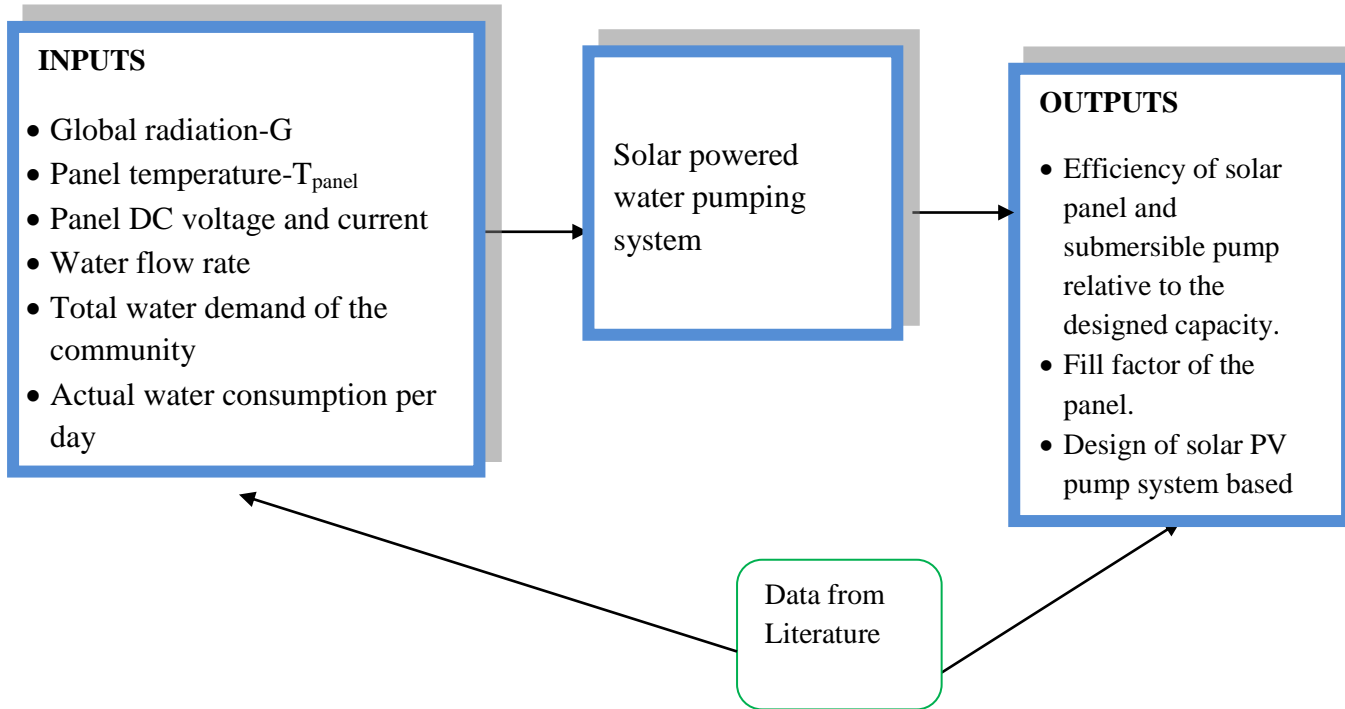 INPUTS
• Global radiation-G
• Panel temperature-Tpanel
• Panel DC voltage and current
• Water flow rate
• Total water demand of the
community
• Actual water consumption per
day
Solar powered
water pumping
system
OUTPUTS
• Efficiency of solar
panel and
submersible pump
relative to the
designed capacity.
• Fill factor of the
panel.
• Design of solar PV
pump system based
Data from
Literature